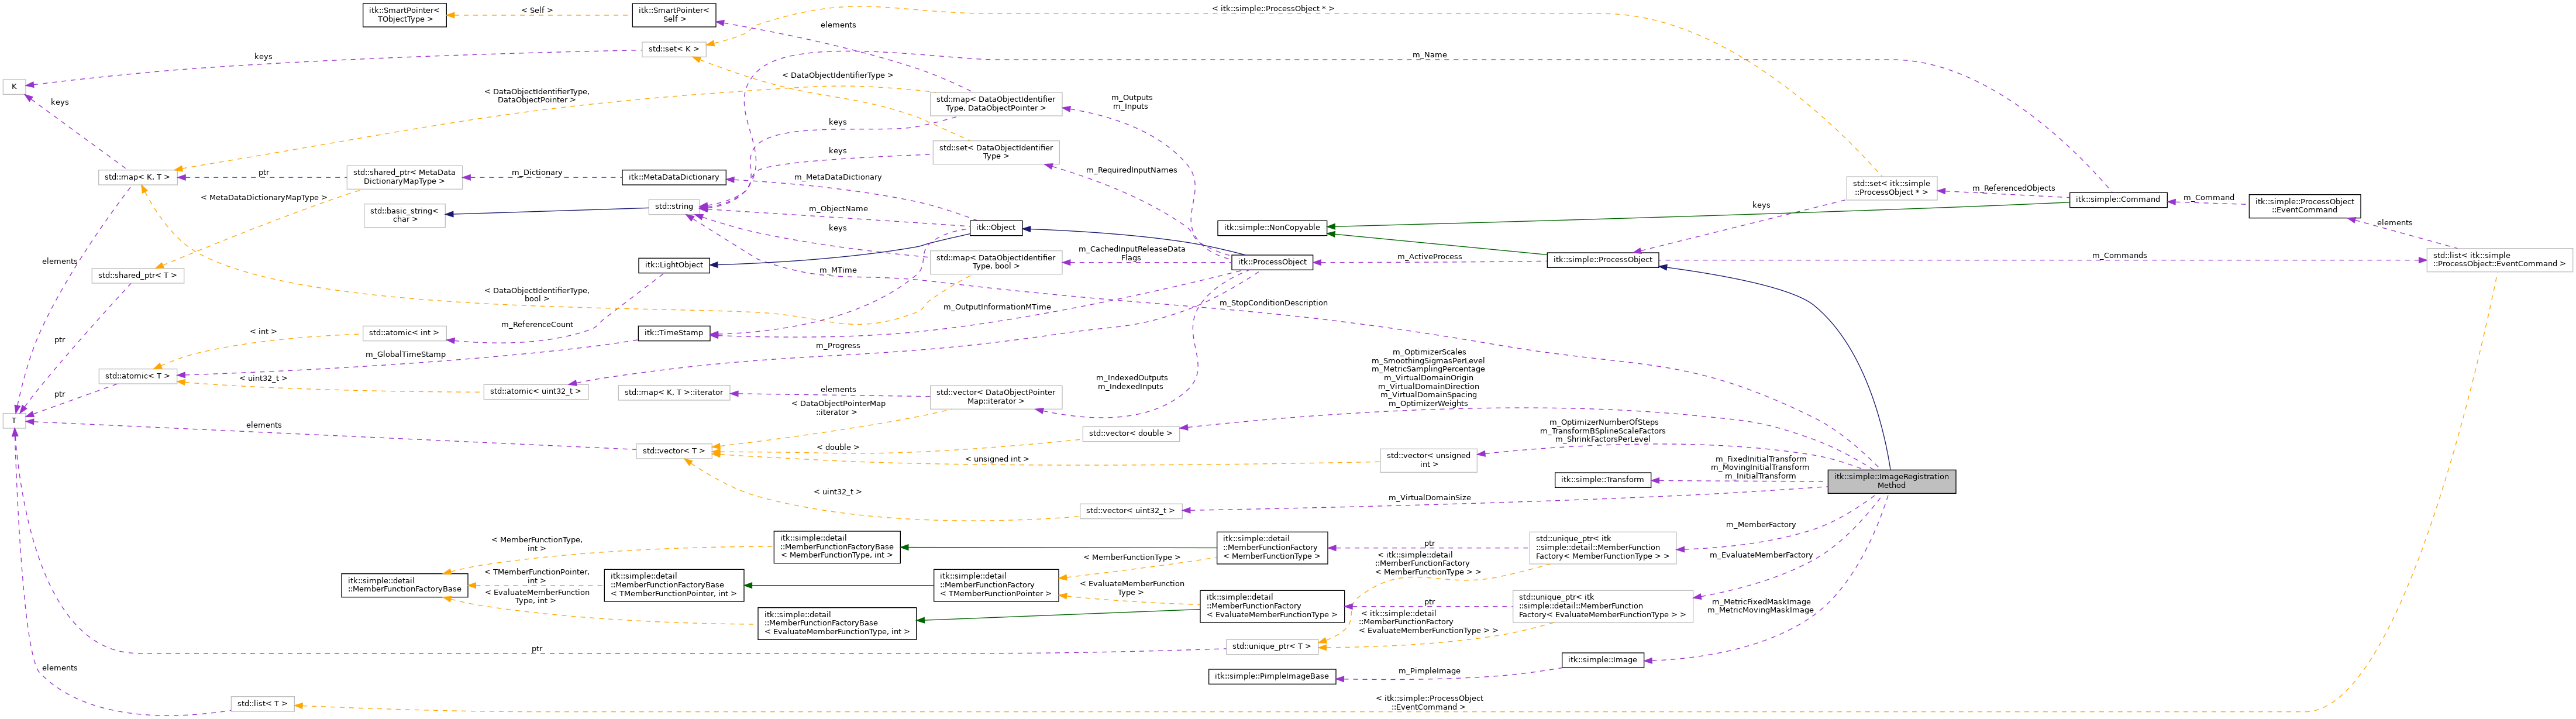 itk::SmartPointer<
TObjectType >
< Self >
itk::SmartPointer<
Self >
elements
< itk::simple::ProcessObject * >
std::set< K >
keys
m_Name
K
keys
< DataObjectIdentifierType >
< DataObjectIdentifierType,
DataObjectPointer >
std::map< DataObjectIdentifier
Type, DataObjectPointer >
m_Outputs
m_Inputs
keys
std::set< DataObjectIdentifier
Type >
keys
m_RequiredInputNames
std::map< K, T >
ptr
std::shared_ptr< MetaData
DictionaryMapType >
m_Dictionary
itk::MetaDataDictionary
m_MetaDataDictionary
< MetaDataDictionaryMapType >
std::basic_string<
char >
std::string
m_ObjectName
keys
itk::Object
itk::simple::NonCopyable
keys
std::set< itk::simple
::ProcessObject * >
m_ReferencedObjects
itk::simple::Command
m_Command
itk::simple::ProcessObject
::EventCommand
elements
std::list< itk::simple
::ProcessObject::EventCommand >
m_Commands
itk::simple::ProcessObject
m_ActiveProcess
itk::ProcessObject
m_CachedInputReleaseData
Flags
std::map< DataObjectIdentifier
Type, bool >
itk::LightObject
m_MTime
elements
std::shared_ptr< T >
< DataObjectIdentifierType,
bool >
m_OutputInformationMTime
m_StopConditionDescription
m_ReferenceCount
std::atomic< int >
< int >
itk::TimeStamp
ptr
m_GlobalTimeStamp
m_Progress
std::atomic< T >
< uint32_t >
std::atomic< uint32_t >
ptr
std::map< K, T >::iterator
elements
std::vector< DataObjectPointer
Map::iterator >
m_IndexedOutputs
m_IndexedInputs
m_OptimizerScales
m_SmoothingSigmasPerLevel
m_MetricSamplingPercentage
m_VirtualDomainOrigin
m_VirtualDomainDirection
m_VirtualDomainSpacing
m_OptimizerWeights
< DataObjectPointerMap
::iterator >
T
elements
std::vector< T >
< double >
std::vector< double >
< unsigned int >
std::vector< unsigned
int >
m_OptimizerNumberOfSteps
m_TransformBSplineScaleFactors
m_ShrinkFactorsPerLevel
itk::simple::Transform
m_FixedInitialTransform
m_MovingInitialTransform
m_InitialTransform
itk::simple::ImageRegistration
Method
< uint32_t >
std::vector< uint32_t >
m_VirtualDomainSize
m_MemberFactory
< MemberFunctionType,
int >
itk::simple::detail
::MemberFunctionFactoryBase
< MemberFunctionType, int >
itk::simple::detail
::MemberFunctionFactory
< MemberFunctionType >
ptr
std::unique_ptr< itk
::simple::detail::MemberFunction
Factory< MemberFunctionType > >
m_EvaluateMemberFactory
< MemberFunctionType >
< itk::simple::detail
::MemberFunctionFactory
< MemberFunctionType > >
itk::simple::detail
::MemberFunctionFactoryBase
< TMemberFunctionPointer,
int >
itk::simple::detail
::MemberFunctionFactoryBase
< TMemberFunctionPointer, int >
itk::simple::detail
::MemberFunctionFactory
< TMemberFunctionPointer >
< EvaluateMemberFunction
Type >
< EvaluateMemberFunction
Type, int >
itk::simple::detail
::MemberFunctionFactoryBase
< EvaluateMemberFunctionType, int >
itk::simple::detail
::MemberFunctionFactory
< EvaluateMemberFunctionType >
ptr
std::unique_ptr< itk
::simple::detail::MemberFunction
Factory< EvaluateMemberFunctionType > >
m_MetricFixedMaskImage
m_MetricMovingMaskImage
< itk::simple::detail
::MemberFunctionFactory
< EvaluateMemberFunctionType > >
ptr
std::unique_ptr< T >
itk::simple::Image
elements
itk::simple::PimpleImageBase
m_PimpleImage
std::list< T >
< itk::simple::ProcessObject
::EventCommand >